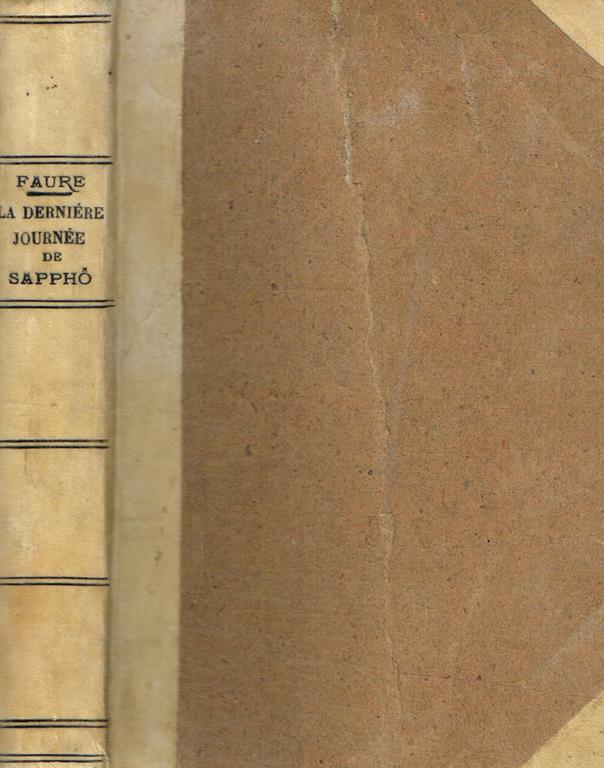 FAURE
LA DERNIÉRE
JOURNÉE
DE
SAPPHÔ